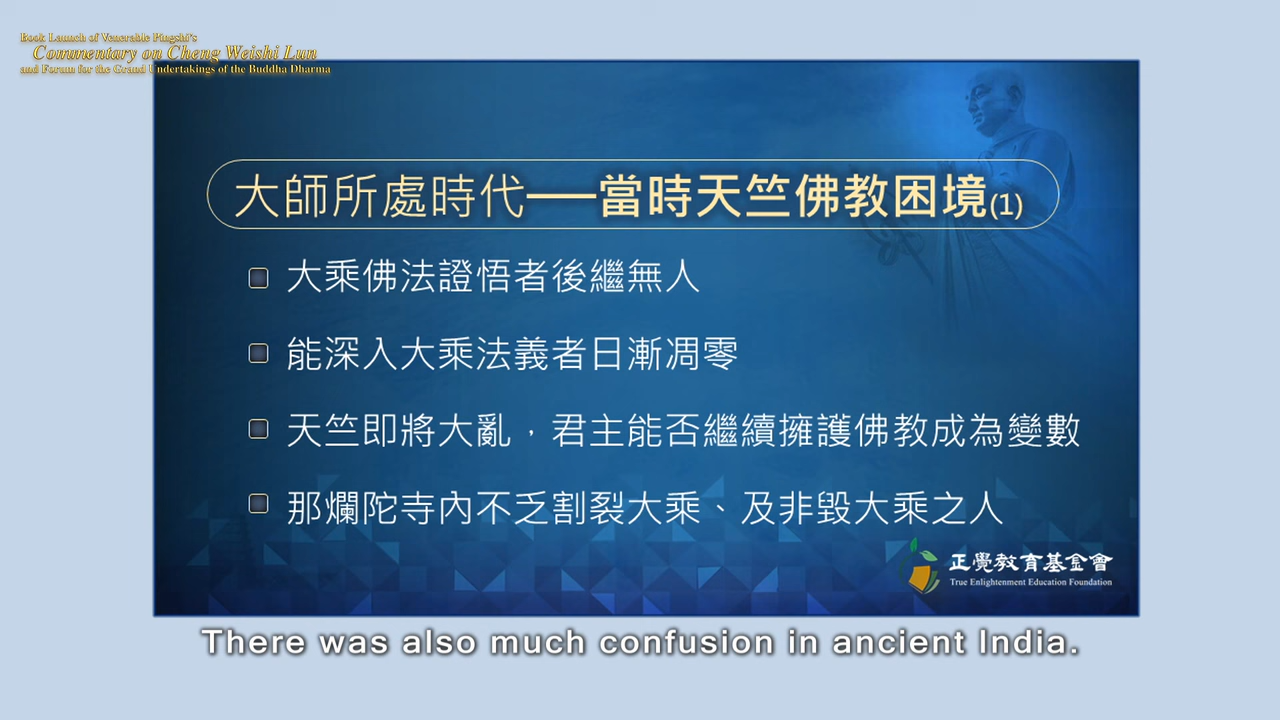 Book Launch of Venerable Pingshi's
Commentary on Cheng Weishi Lun
and Forum for the Grand Undertakings of the Buddha Dharma
大師所處時代——當時天竺佛教困境(1)
大乘佛法證悟者後繼無人
能深入大乘法義者日漸凋零
天竺即將大亂，君主能否繼續擁護佛教成為變數
那爛陀寺內不乏割裂大乘、及非毀大乘之人
正覺教育基金會
True Enlightenment Education Foundation
There was also much confusion in ancient India.